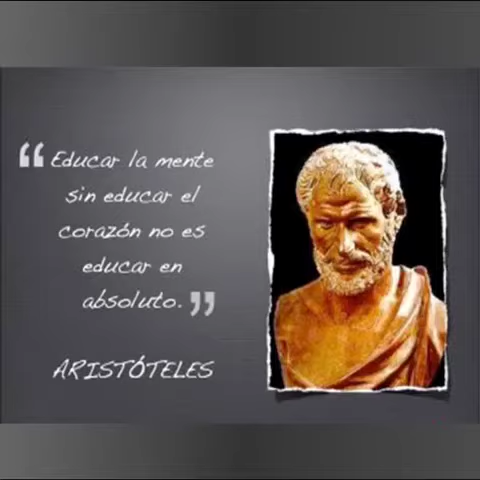 “Educar la mente
sin educar el
corazón no es
educar en
absoluto.”
ARISTÓTELES